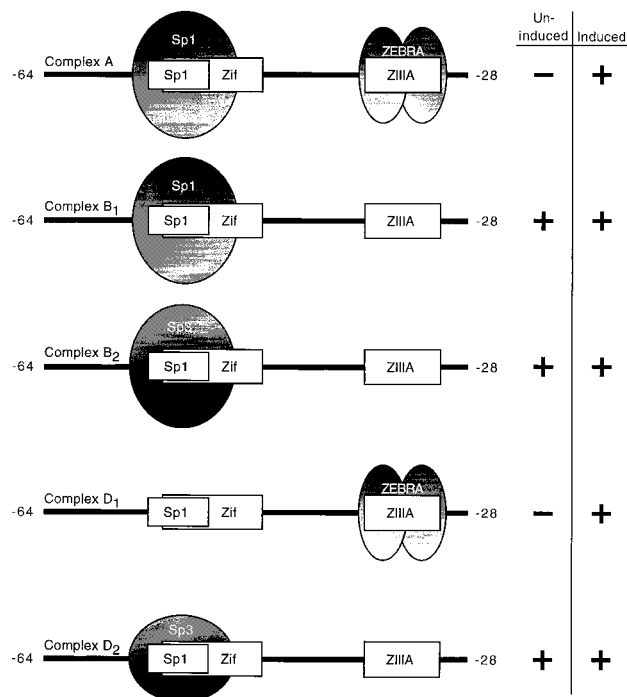 Un-
induced Induced
Complex A Sp1 ZEBRA
-64 Sp1 Zif ZIIIA -28 − +
Complex B1 Sp1
-64 Sp1 Zif ZIIIA + +
Complex B2 Sp3
-64 Sp1 Zif ZIIIA -28 + +
Complex D1 ZEBRA
-64 Sp1 Zif ZIIIA -28 − +
Complex D2 Sp3
-64 Sp1 Zif ZIIIA -28 + +